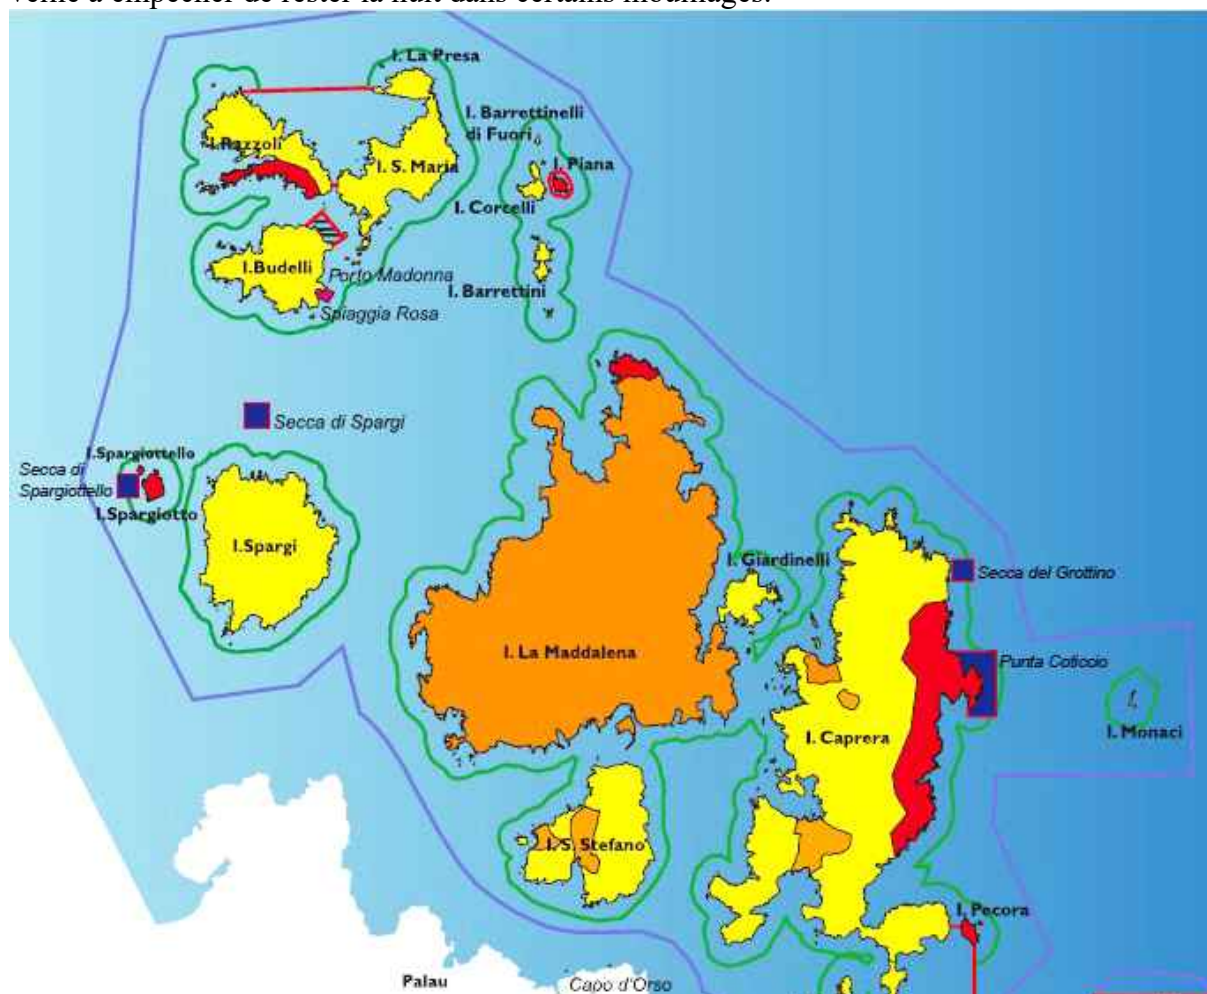 I. La Presa
I. Barrettinelli
di Fuori
I.Razzoli
I. S. Maria
I. Piana
I. Corcelli
I.Budelli
Porto Madonna
I. Barrettini
Spiaggia Rosa
Secca di Spargi
I.Spargiottello
Secca di
Spargiottello
I.Spargiotto
I.Spargi
I. Giardinelli
Secca del Grottino
I. La Maddalena
Punta Coticcio
I. Caprera
I. Monaci
I. S. Stefano
I. Pecora
Palau
Capo d'Orso